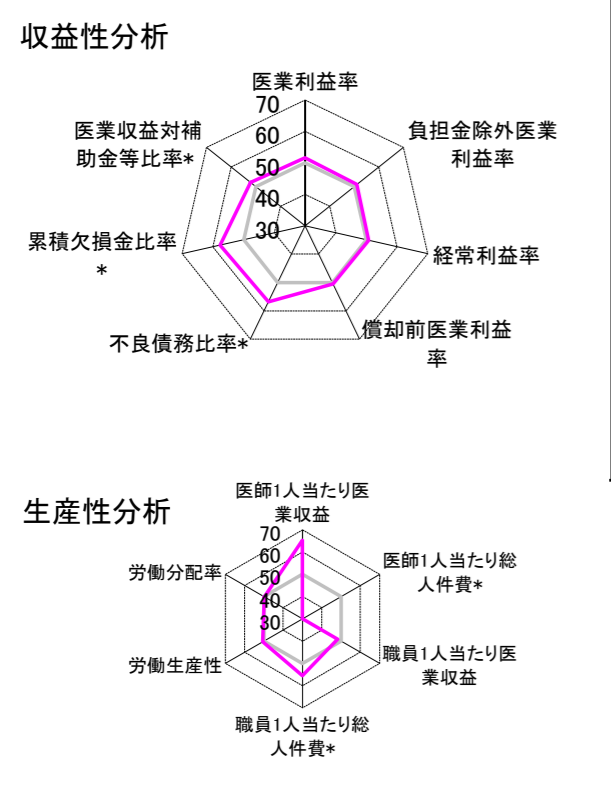 収益性分析
医業利益率
70
60
50
40
30
負担金除外医業
利益率
経常利益率
償却前医業利益
率
不良債務比率*
累積欠損金比率
*
医業収益対補
助金等比率*
生産性分析
医師1人当たり医
業収益
70
60
50
40
30
医師1人当たり総
人件費*
職員1人当たり医
業収益
職員1人当たり総
人件費*
労働生産性
労働分配率